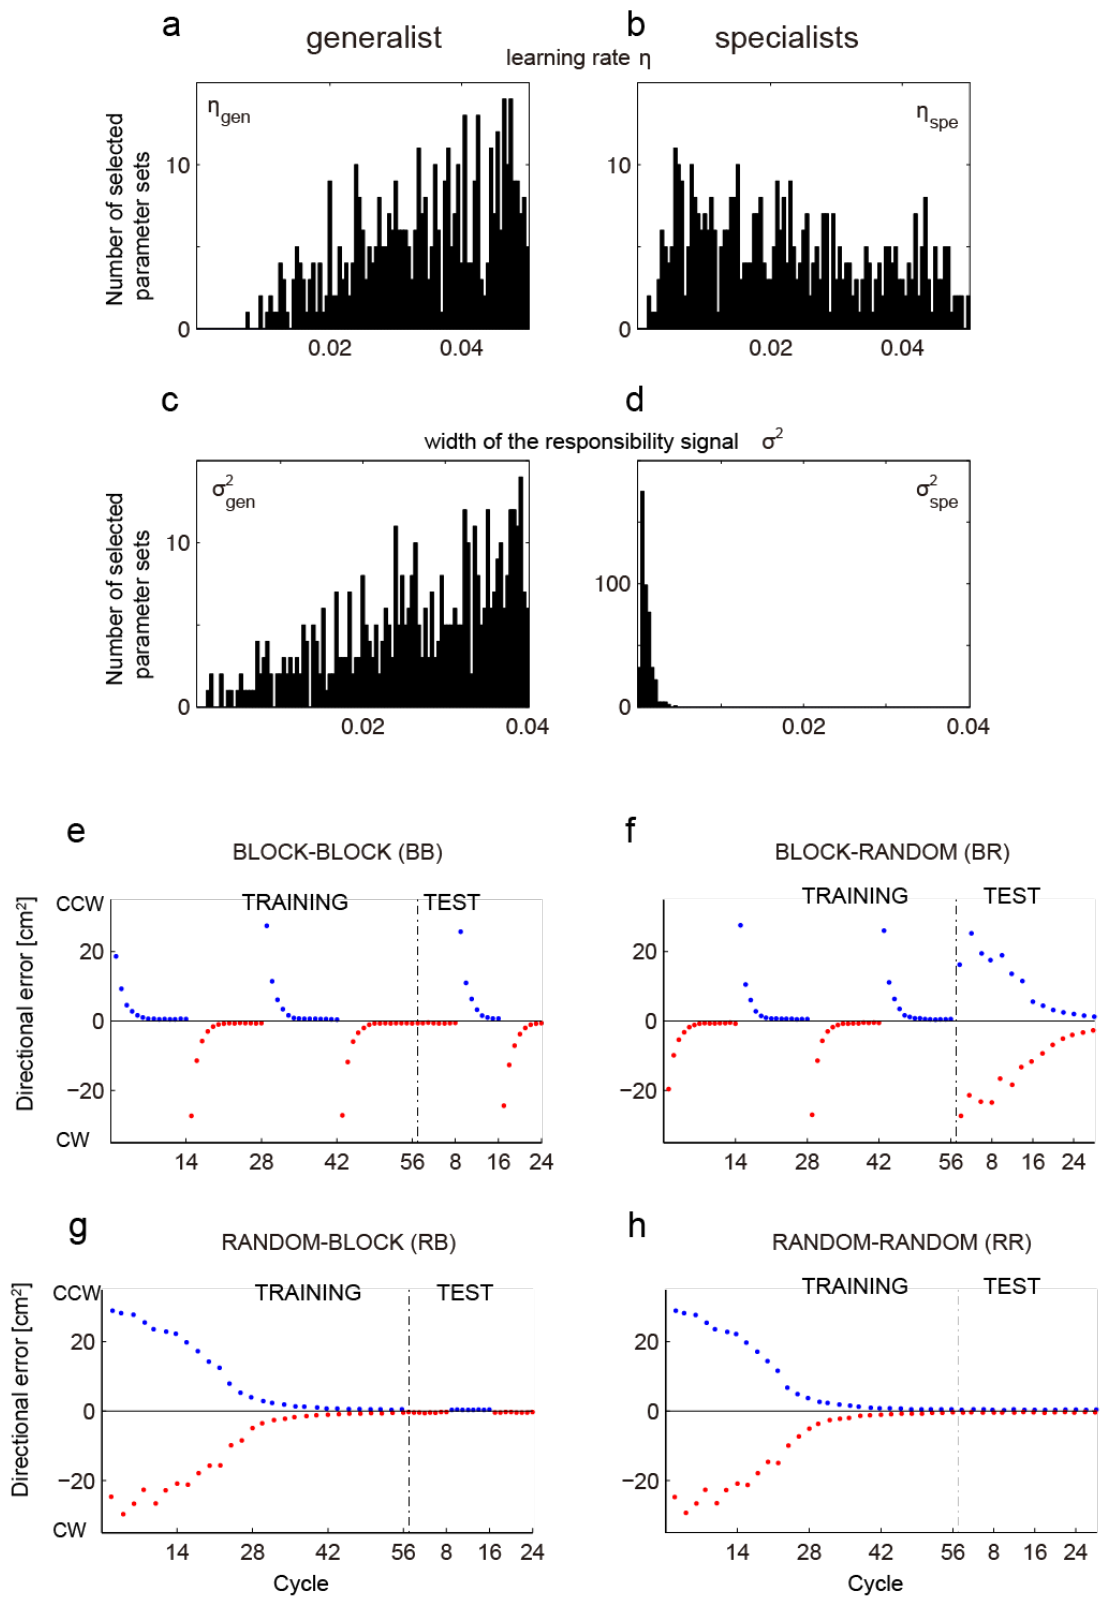 a
b
generalist
specialists
learning rate η
ηgen
ηspe
Number of selected
parameter sets
10
0
10
0
0.02
0.04
0.02
0.04
c
d
width of the responsibility signal σ²
σ²gen
σ²spe
Number of selected
parameter sets
10
0
100
0
0.02
0.04
0.02
0.04
e
f
BLOCK-BLOCK (BB)
BLOCK-RANDOM (BR)
TRAINING
TEST
TRAINING
TEST
Directional error [cm²]
CCW
20
0
−20
CW
20
0
−20
14
28
42
56
8
16
24
14
28
42
56
8
16
24
g
h
RANDOM-BLOCK (RB)
RANDOM-RANDOM (RR)
TRAINING
TEST
TRAINING
TEST
Directional error [cm²]
CCW
20
0
−20
CW
20
0
−20
14
28
42
56
8
16
24
14
28
42
56
8
16
24
Cycle
Cycle